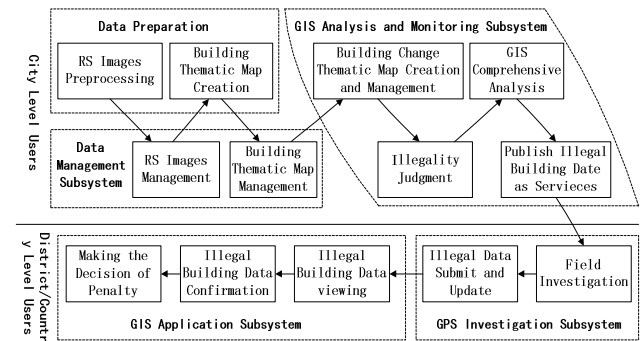 Data Preparation
RS Images
Preprocessing
Building
Thematic Map
Creation
GIS Analysis and Monitoring Subsystem
Building Change
Thematic Map Creation
and Management
GIS
Comprehensive
Analysis
City Level Users
Data
Management
Subsystem
RS Images
Management
Building
Thematic Map
Management
Illegality
Judgment
Publish Illegal
Building Date
as Servieces
District/Countr
y Level Users
Making the
Decision of
Penalty
Illegal
Building Data
Confirmation
Illegal
Building Data
viewing
GIS Application Subsystem
Illegal Data
Submit and
Update
Field
Investigation
GPS Investigation Subsystem